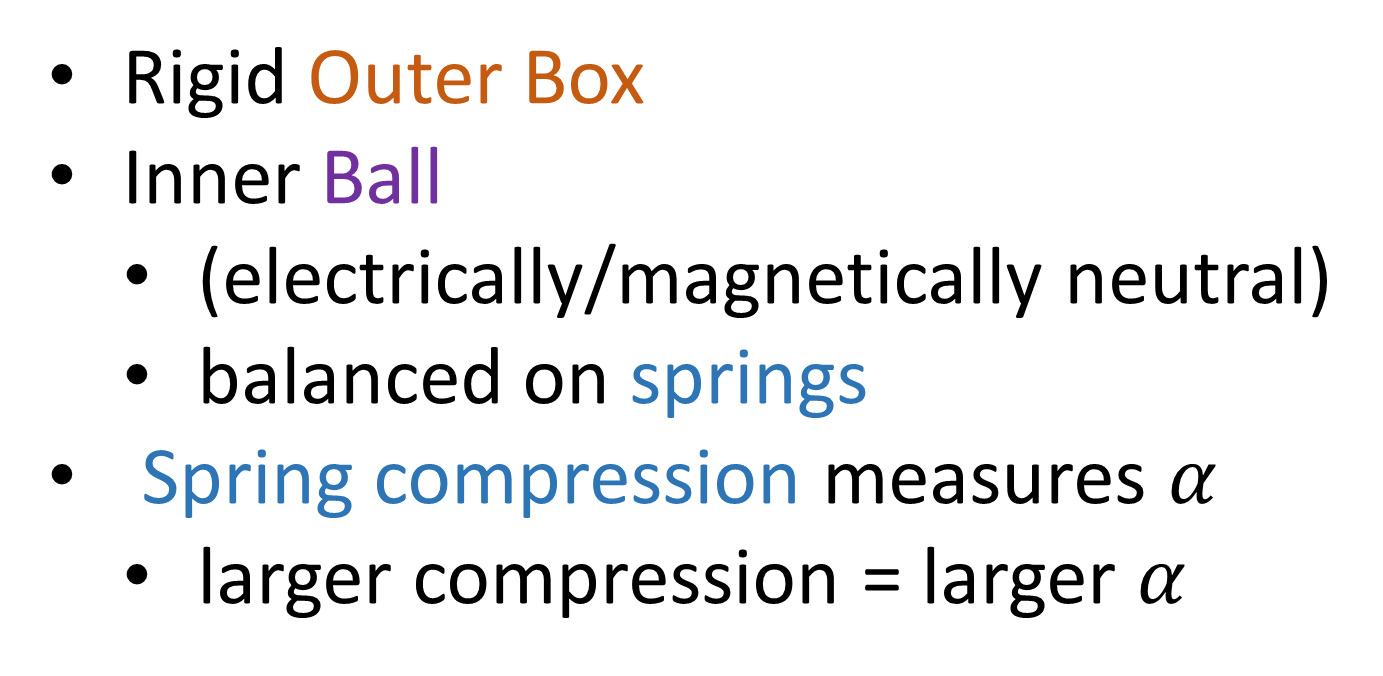 • Rigid Outer Box
• Inner Ball
• (electrically/magnetically neutral)
• balanced on springs
• Spring compression measures 𝛼
• larger compression = larger 𝛼